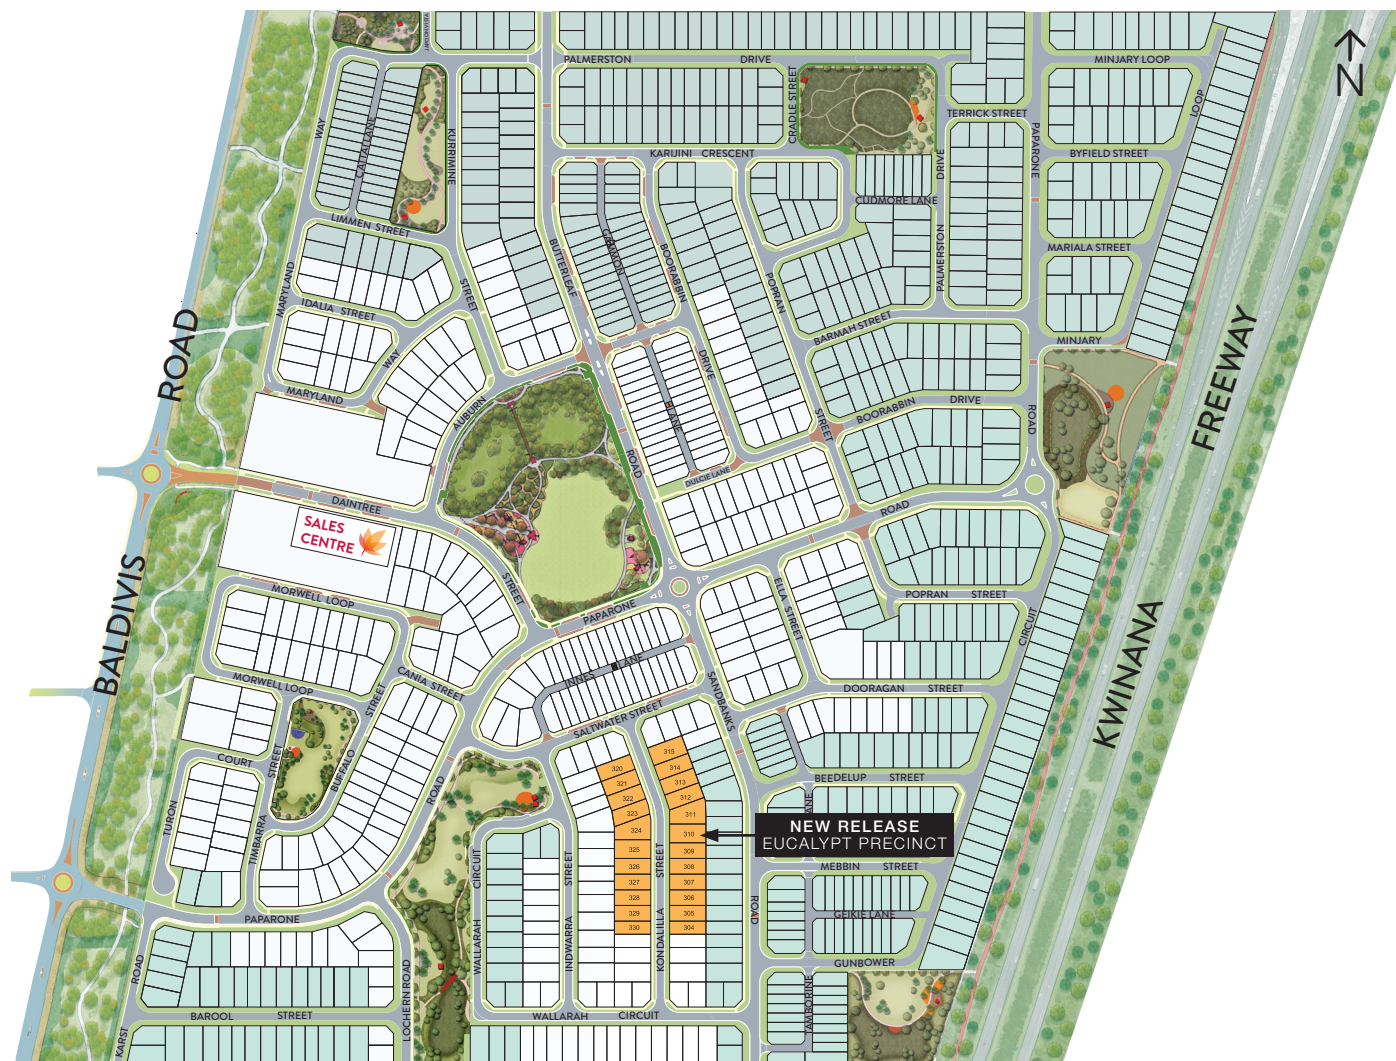 PALMERSTON DRIVE
MINJARY LOOP
N
CRADLE STREET
LOOP
TERRICK STREET
WAY
CALTAI LANE
KURRIMINE
PAPARONE
KARIJINI CRESCENT
DRIVE
BYFIELD STREET
CUDMORE LANE
LIMMEN STREET
MARIALA STREET
BUTTERLEAF
BOORABBIN
POPRAN
PALMERSTON
MARYLAND
STREET
IDALIA STREET
BARMAH STREET
MINJARY
ROAD
WAY
DRIVE
FREEWAY
MARYLAND
AUBURN
LANE
STREET
BOORABBIN DRIVE
ROAD
ROAD
DULCIE LANE
DAINTREE
ROAD
SALES
CENTRE
STREET
ELLA STREET
MORWELL LOOP
PAPARONE
POPRAN STREET
CIRCUIT
BALDIVIS
KWINANA
INNES LANE
CANIA STREET
MORWELL LOOP
STREET
SANDBANKS
DOORAGAN STREET
SALTWATER STREET
COURT
STREET
BUFFALO
ROAD
BEEDELUP STREET
LANE
315
314
313
312
311
310
309
308
307
306
305
304
320
321
322
323
324
325
326
327
328
329
330
NEW RELEASE
EUCALYPT PRECINCT
TURON
TIMBARRA
CIRCUIT
STREET
STREET
MEBBIN STREET
GEIKIE LANE
ROAD
PAPARONE
WALLARAH
INDWARRA
KONDALILLA
GUNBOWER
ROAD
LOCHERN ROAD
TAMBORINE
BAROOL STREET
WALLARAH CIRCUIT
KARST